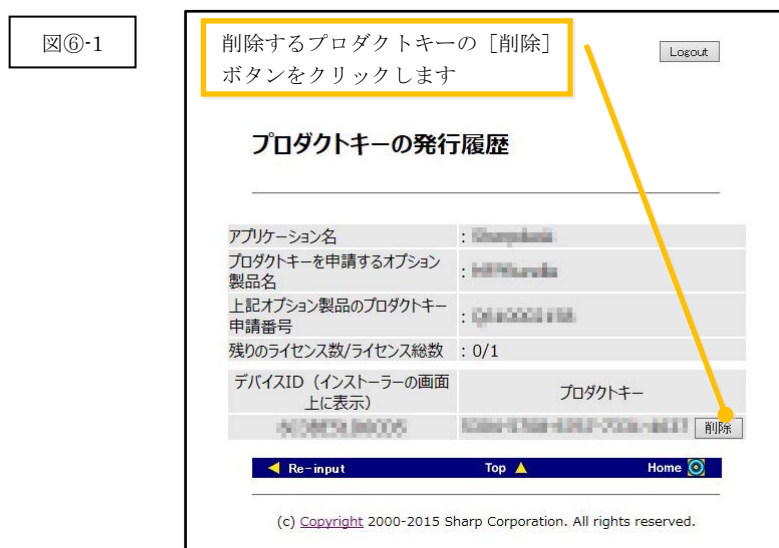 図⑥-1
削除するプロダクトキーの［削除］
ボタンをクリックします
Logout
プロダクトキーの発行履歴
アプリケーション名 :
プロダクトキーを申請するオプション
製品名 :
上記オプション製品のプロダクトキー
申請番号 :
残りのライセンス数/ライセンス総数 : 0/1
デバイスID（インストーラーの画面
上に表示） プロダクトキー
削除
Re-input Top Home
(c) Copyright 2000-2015 Sharp Corporation. All rights reserved.